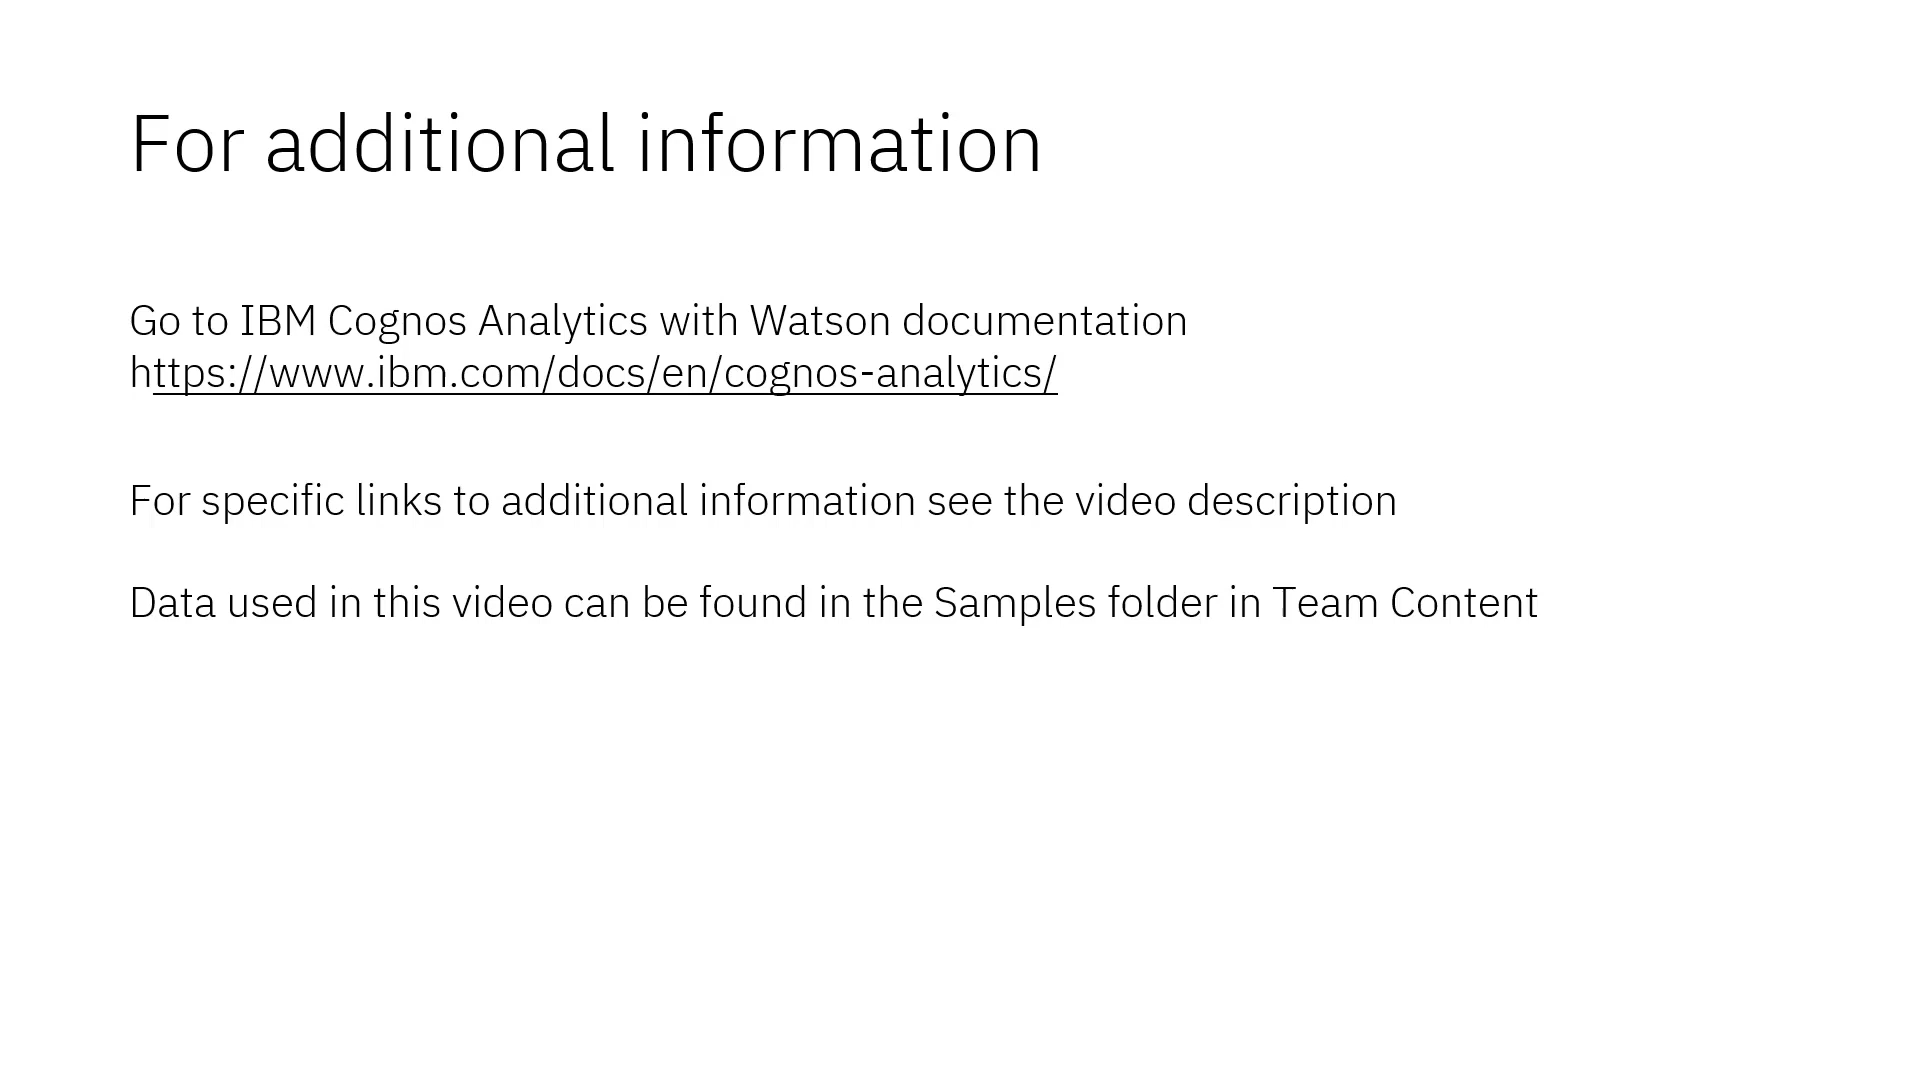 For additional information
Go to IBM Cognos Analytics with Watson documentation
https://www.ibm.com/docs/en/cognos-analytics/
For specific links to additional information see the video description
Data used in this video can be found in the Samples folder in Team Content